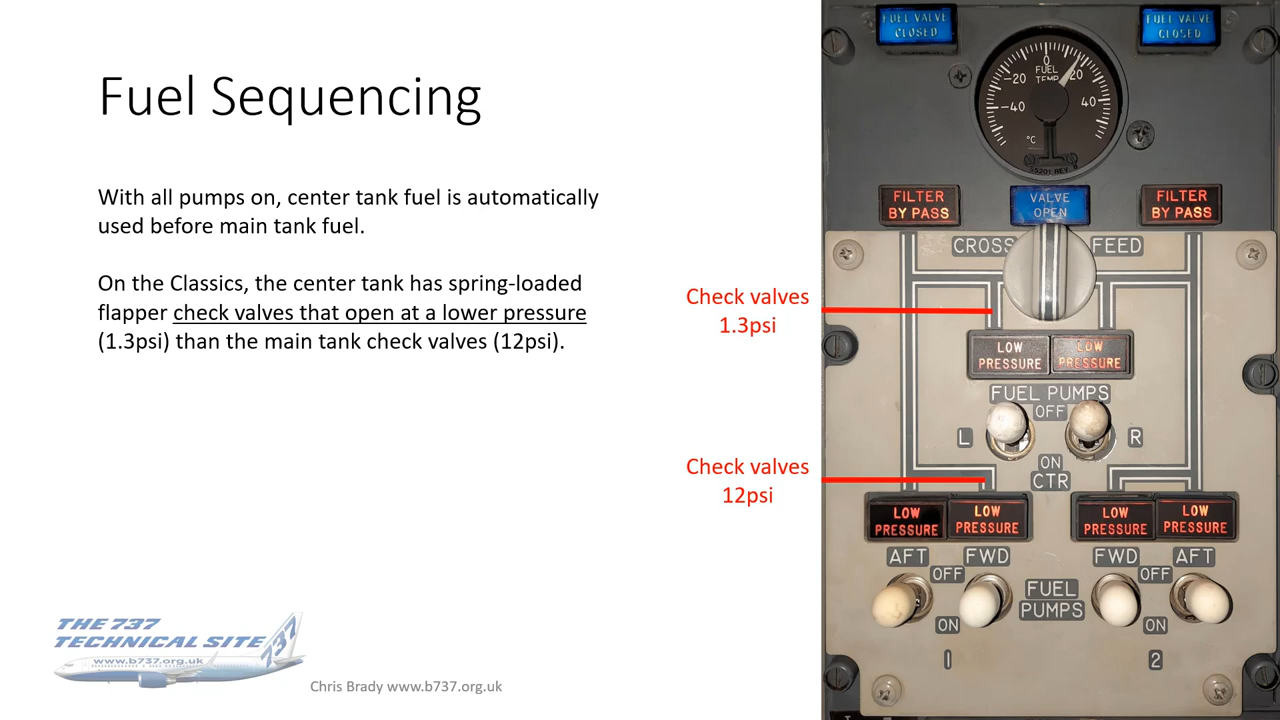 Fuel Sequencing
With all pumps on, center tank fuel is automatically
used before main tank fuel.
On the Classics, the center tank has spring-loaded
flapper check valves that open at a lower pressure
(1.3psi) than the main tank check valves (12psi).
Check valves
1.3psi
Check valves
12psi
THE 737
TECHNICAL SITE
www.b737.org.uk
737
Chris Brady www.b737.org.uk
FUEL VALVE
CLOSED
FUEL VALVE
CLOSED
0
FUEL
TEMP
-20
20
-40
40
°C
FILTER
BY PASS
VALVE
OPEN
FILTER
BY PASS
CROSS
FEED
LOW
PRESSURE
LOW
PRESSURE
FUEL PUMPS
OFF
L
R
ON
CTR
LOW
PRESSURE
LOW
PRESSURE
LOW
PRESSURE
LOW
PRESSURE
AFT
FWD
FWD
AFT
OFF
OFF
FUEL
PUMPS
ON
ON
1
2